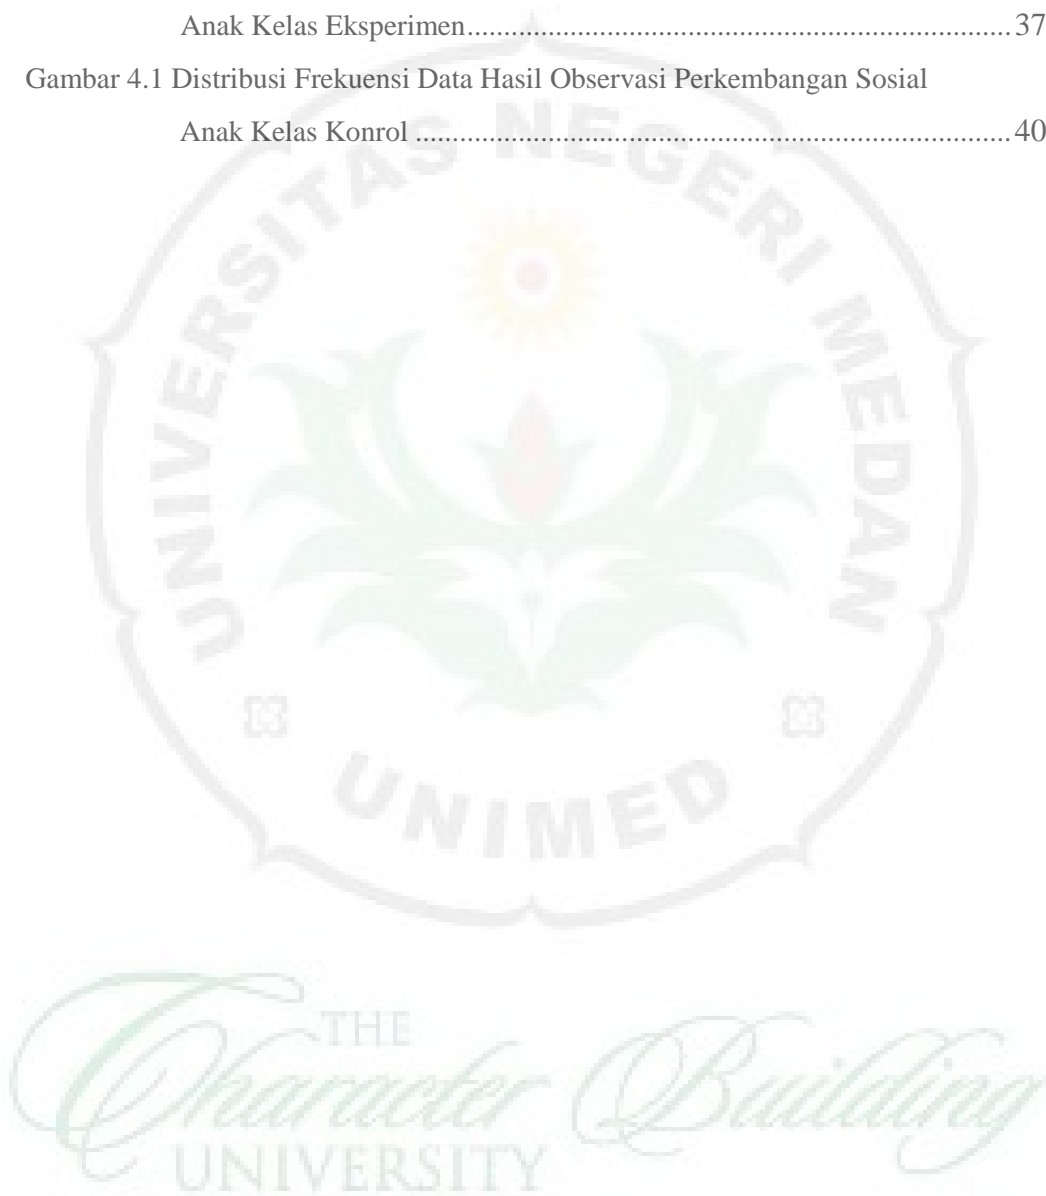 Anak Kelas Eksperimen...........................................................................37
Gambar 4.1 Distribusi Frekuensi Data Hasil Observasi Perkembangan Sosial
Anak Kelas Konrol ..................................................................................40
UNIVERSITAS NEGERI MEDAN
UNIMED
THE
Character Building
UNIVERSITY